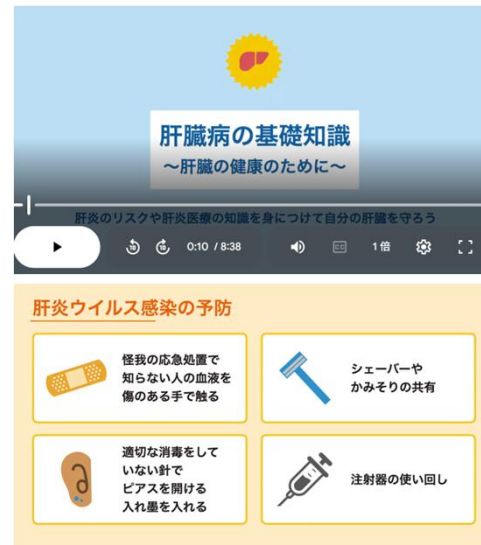 肝臓病の基礎知識
～肝臓の健康のために～
肝炎のリスクや肝炎医療の知識を身につけて自分の肝臓を守ろう
10
10
0:10 / 8:38
CC
1倍
肝炎ウイルス感染の予防
怪我の応急処置で
知らない人の血液を
傷のある手で触る
シェーバーや
かみそりの共有
適切な消毒をして
いない針で
ピアスを開ける
入れ墨を入れる
注射器の使い回し